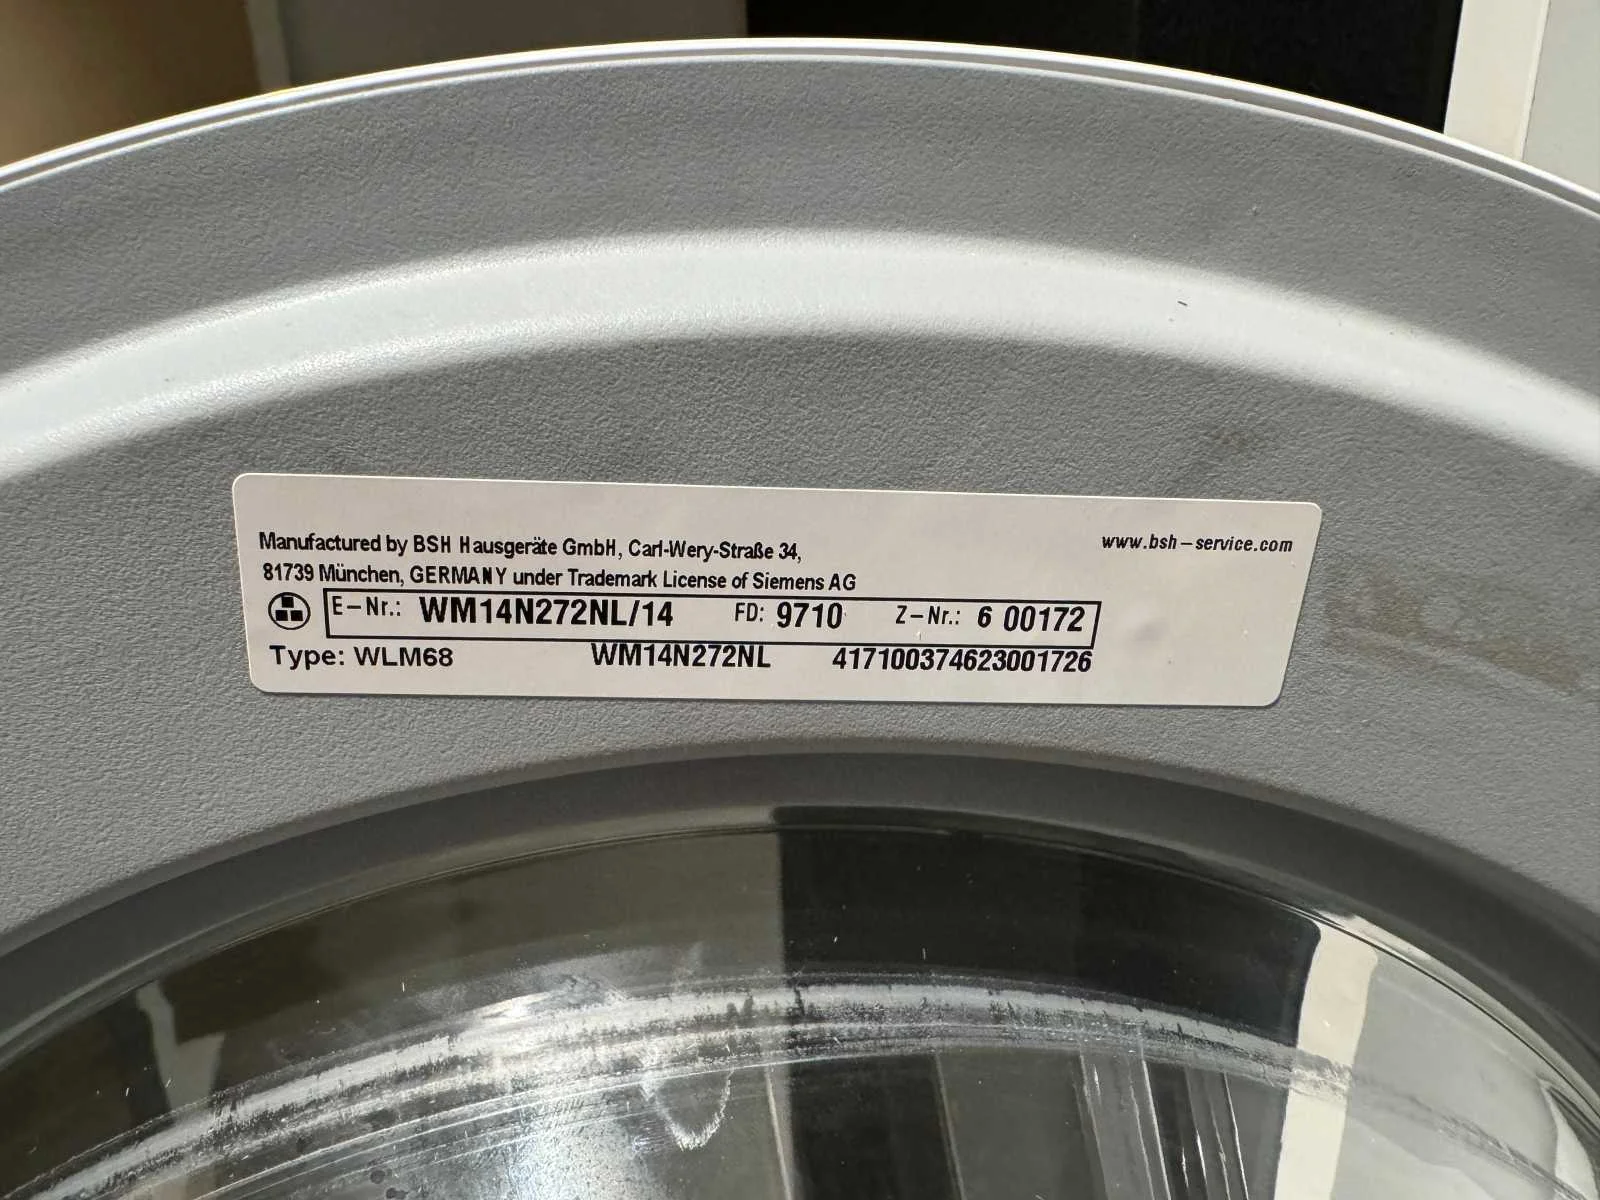 Manufactured by BSH Hausgeräte GmbH, Carl-Wery-Straße 34, www.bsh-service.com
81739 München, GERMANY under Trademark License of Siemens AG
E-Nr.: WM14N272NL/14 FD: 9710 Z-Nr.: 6 00172
Type: WLM68 WM14N272NL 417100374623001726